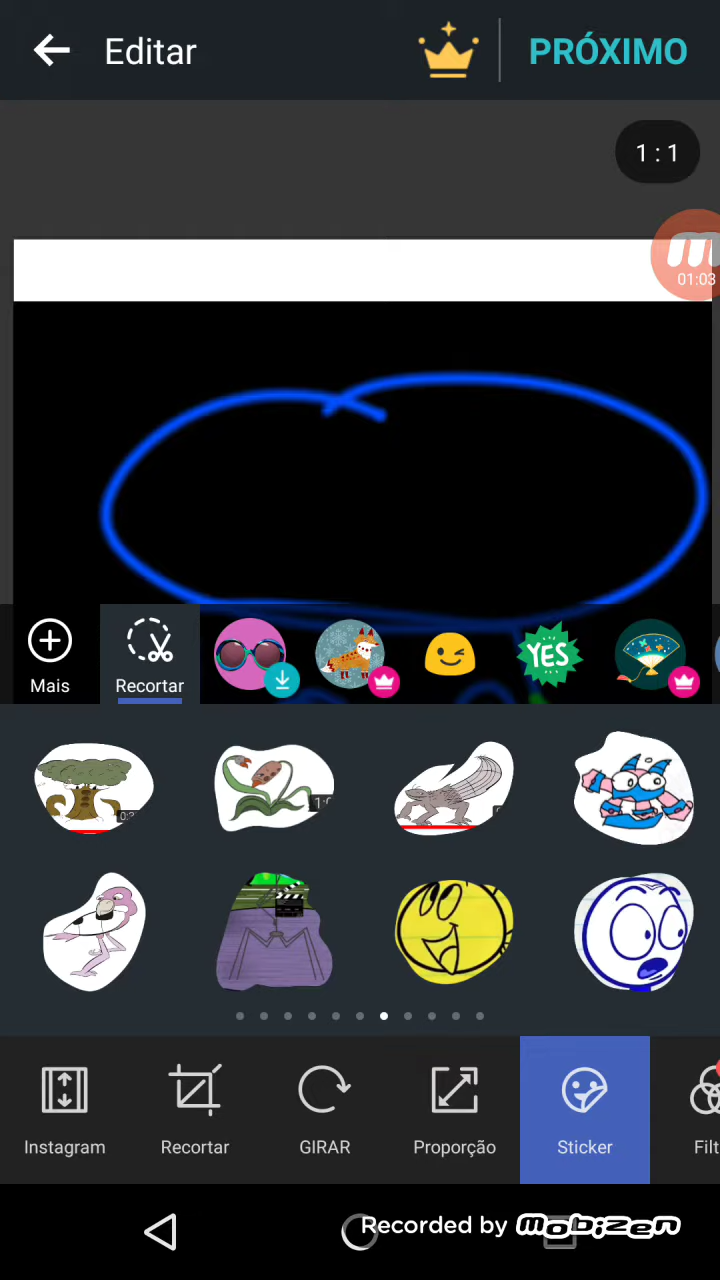 Editar
PRÓXIMO
1 : 1
01:03
Mais
Recortar
YES
Instagram
Recortar
GIRAR
Proporção
Sticker
Filt
Recorded by mobizen